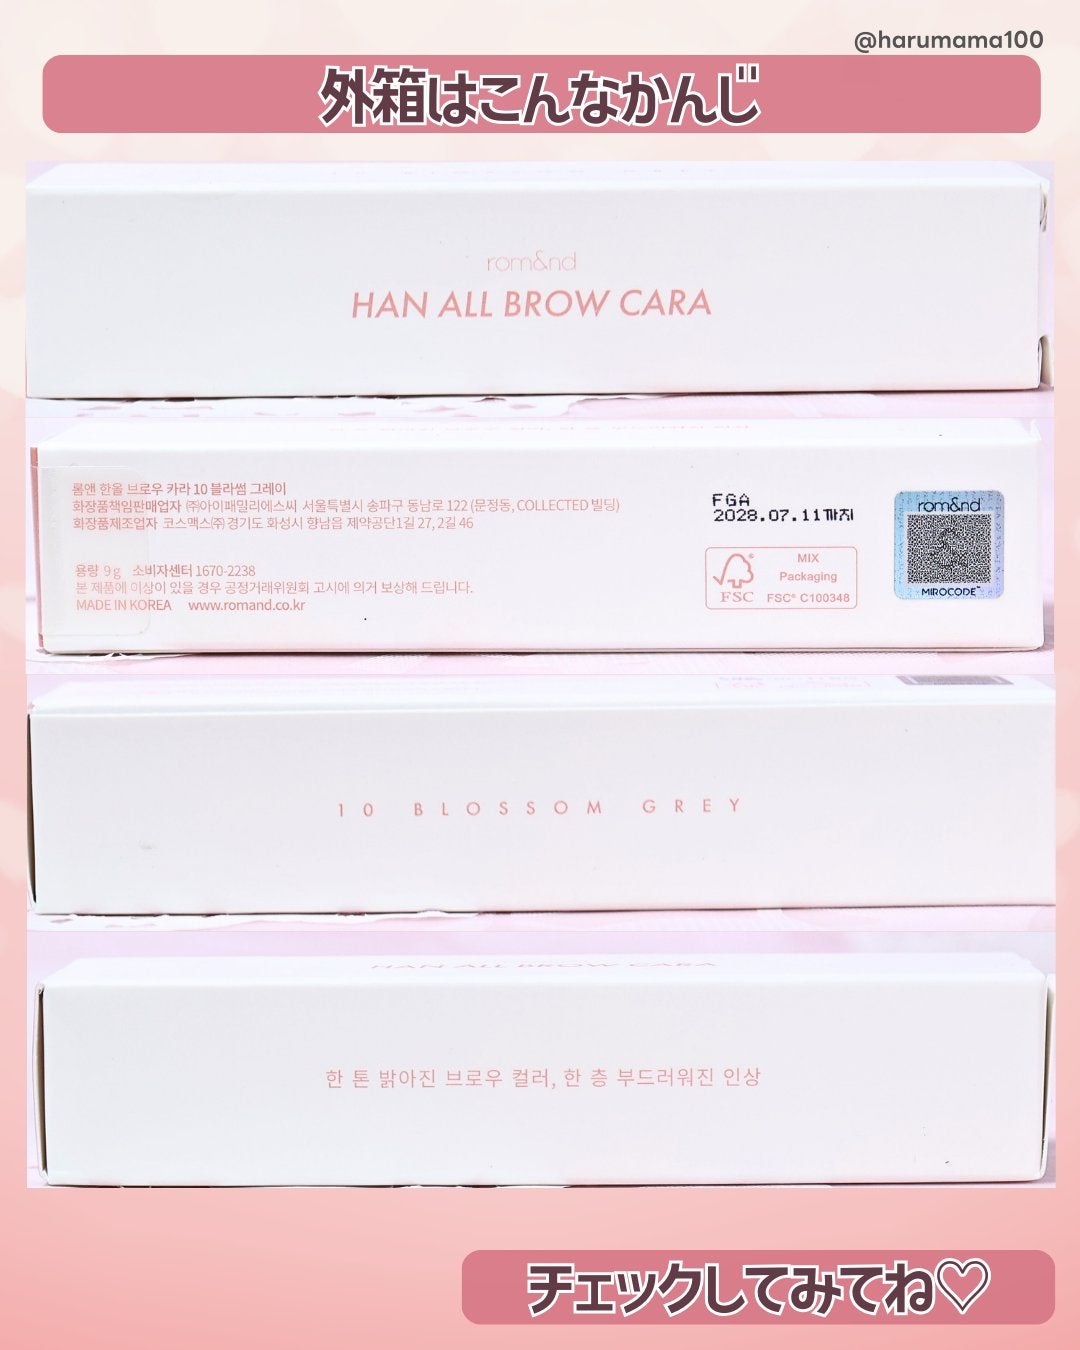 @harumama100
外箱はこんなかんじ
rom&nd
HAN ALL BROW CARA
롬앤 한올 브로우 카라 10 블라썸 그레이
화장품책임판매업자 ㈜아이패밀리에스씨 서울특별시 송파구 동남로 122 (문정동, COLLECTED 빌딩)
화장품제조업자 코스맥스㈜ 경기도 화성시 향남읍 제약공단1길 27, 2길 46
용량 9 g 소비자센터 1670-2238
본 제품에 이상이 있을 경우 공정거래위원회 고시에 의거 보상해 드립니다.
MADE IN KOREA www.romand.co.kr
FGA
2028.07.11까지
MIX
Packaging
FSC FSC® C100348
rom&nd
MIROCODE™
10 BLOSSOM GREY
HAN ALL BROW CARA
한 톤 밝아진 브로우 컬러, 한 층 부드러워진 인상
チェックしてみてね♡